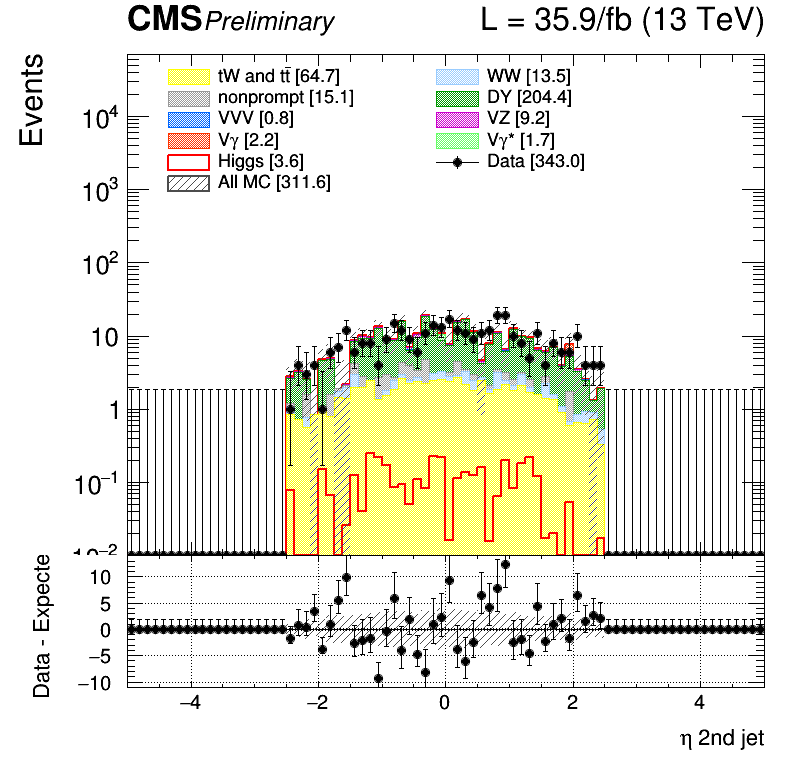 CMS Preliminary L = 35.9/fb (13 TeV)
Events
tW and tt̄ [64.7] WW [13.5]
nonprompt [15.1] DY [204.4]
VVV [0.8] VZ [9.2]
Vγ [2.2] Vγ* [1.7]
Higgs [3.6] Data [343.0]
All MC [311.6]
10⁴
10³
10²
10
1
10⁻¹
10⁻²
Data - Expecte
10
5
0
−5
−10
−4 −2 0 2 4
η 2nd jet